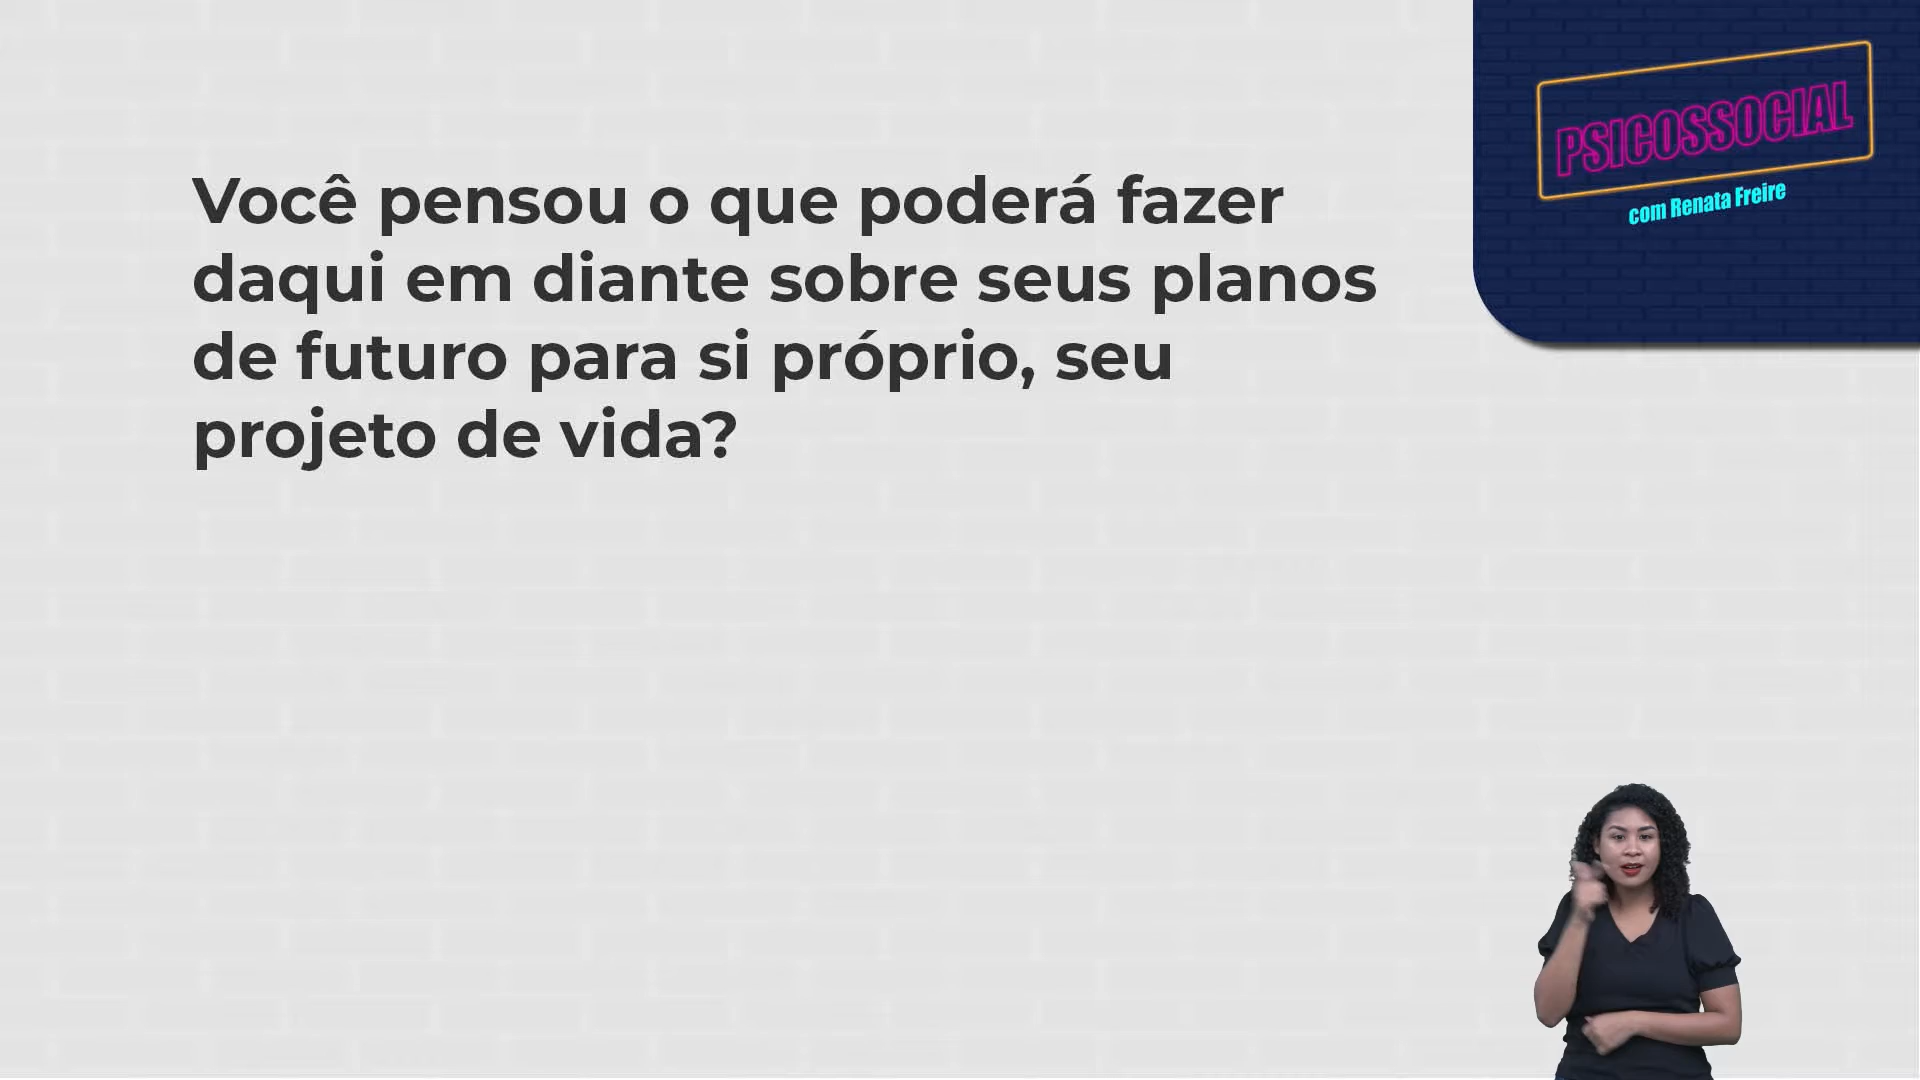 Você pensou o que poderá fazer
daqui em diante sobre seus planos
de futuro para si próprio, seu
projeto de vida?
PSICOSSOCIAL
com Renata Freire